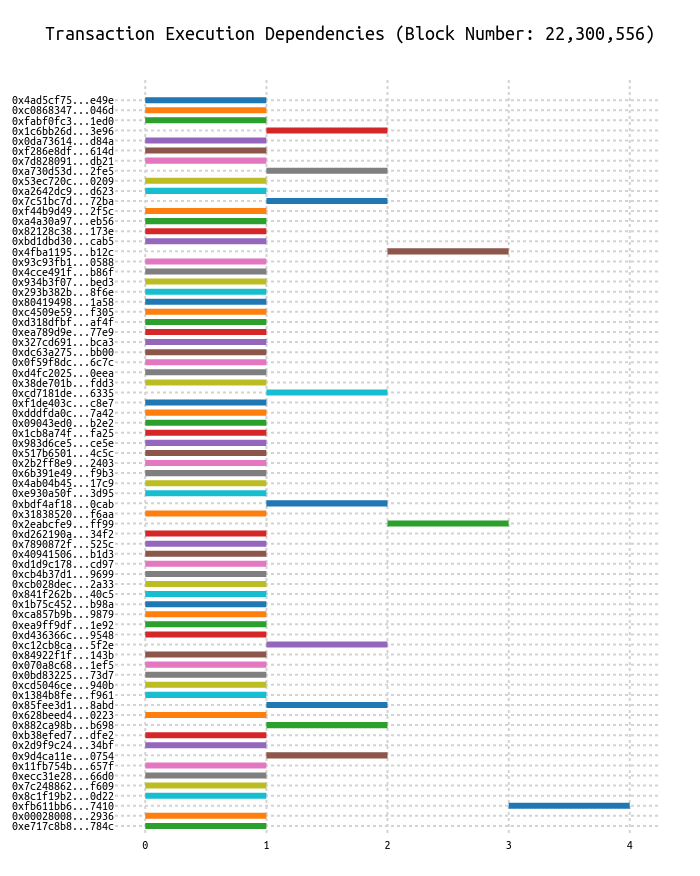 Transaction Execution Dependencies (Block Number: 22,300,556)
0x4ad5cf75...e49e
0xc0868347...046d
0xfabf0fc3...1ed0
0x1c6bb26d...3e96
0x0da73614...d84a
0xf286e8df...614d
0x7d828091...db21
0xa730d53d...2fe5
0x53ec720c...0209
0xa2642dc9...d623
0x7c51bc7d...72ba
0xf44b9d49...2f5c
0xa4a30a97...eb56
0x82128c38...173e
0xbd1dbd30...cab5
0x4fba1195...b12c
0x93c93fb1...0588
0x4cce491f...b86f
0x934b3f07...bed3
0x293b382b...8f6e
0x80419498...1a58
0xc4509e59...f305
0xd318dfbf...af4f
0xea789d9e...77e9
0x327cd691...bca3
0xdc63a275...bb00
0x0f59f8dc...6c7c
0xd4fc2025...0eea
0x38de701b...fdd3
0xcd7181de...6335
0xf1de403c...c8e7
0xdddfda0c...7a42
0x09043ed0...b2e2
0x1cb8a74f...fa25
0x983d6ce5...ce5e
0x517b6501...4c5c
0x2b2ff8e9...2403
0x6b391e49...f9b3
0x4ab04b45...17c9
0xe930a50f...3d95
0xbdf4af18...0cab
0x31838520...f6aa
0x2eabcfe9...ff99
0xd262190a...34f2
0x7890872f...525c
0x40941506...b1d3
0xd1d9c178...cd97
0xcb4b37d1...9699
0xcb028dec...2a33
0x841f262b...40c5
0x1b75c452...b98a
0xca857b9b...9879
0xea9ff9df...1e92
0xd436366c...9548
0xc12cb8ca...5f2e
0x84922f1f...143b
0x070a8c68...1ef5
0x0bd83225...73d7
0xcd5046ce...940b
0x1384b8fe...f961
0x85fee3d1...8abd
0x628beed4...0223
0x882ca98b...b698
0xb38efed7...dfe2
0x2d9f9c24...34bf
0x9d4ca11e...0754
0x11fb754b...657f
0xecc31e28...66d0
0x7c248862...f609
0x8c1f19b2...0d22
0xfb611bb6...7410
0x00028008...2936
0xe717c8b8...784c
0 1 2 3 4